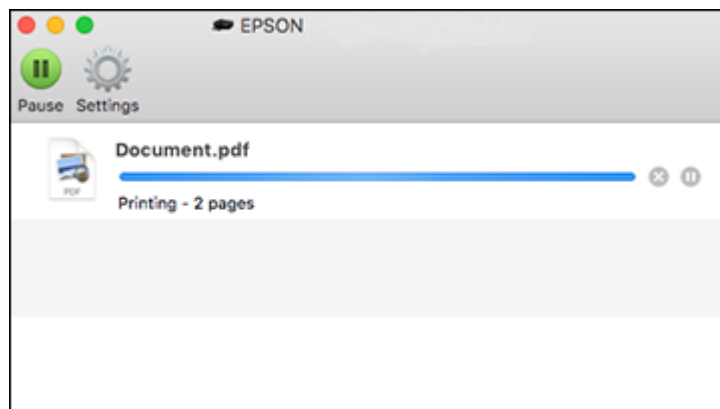 EPSON
Pause Settings
Document.pdf
PDF
Printing - 2 pages